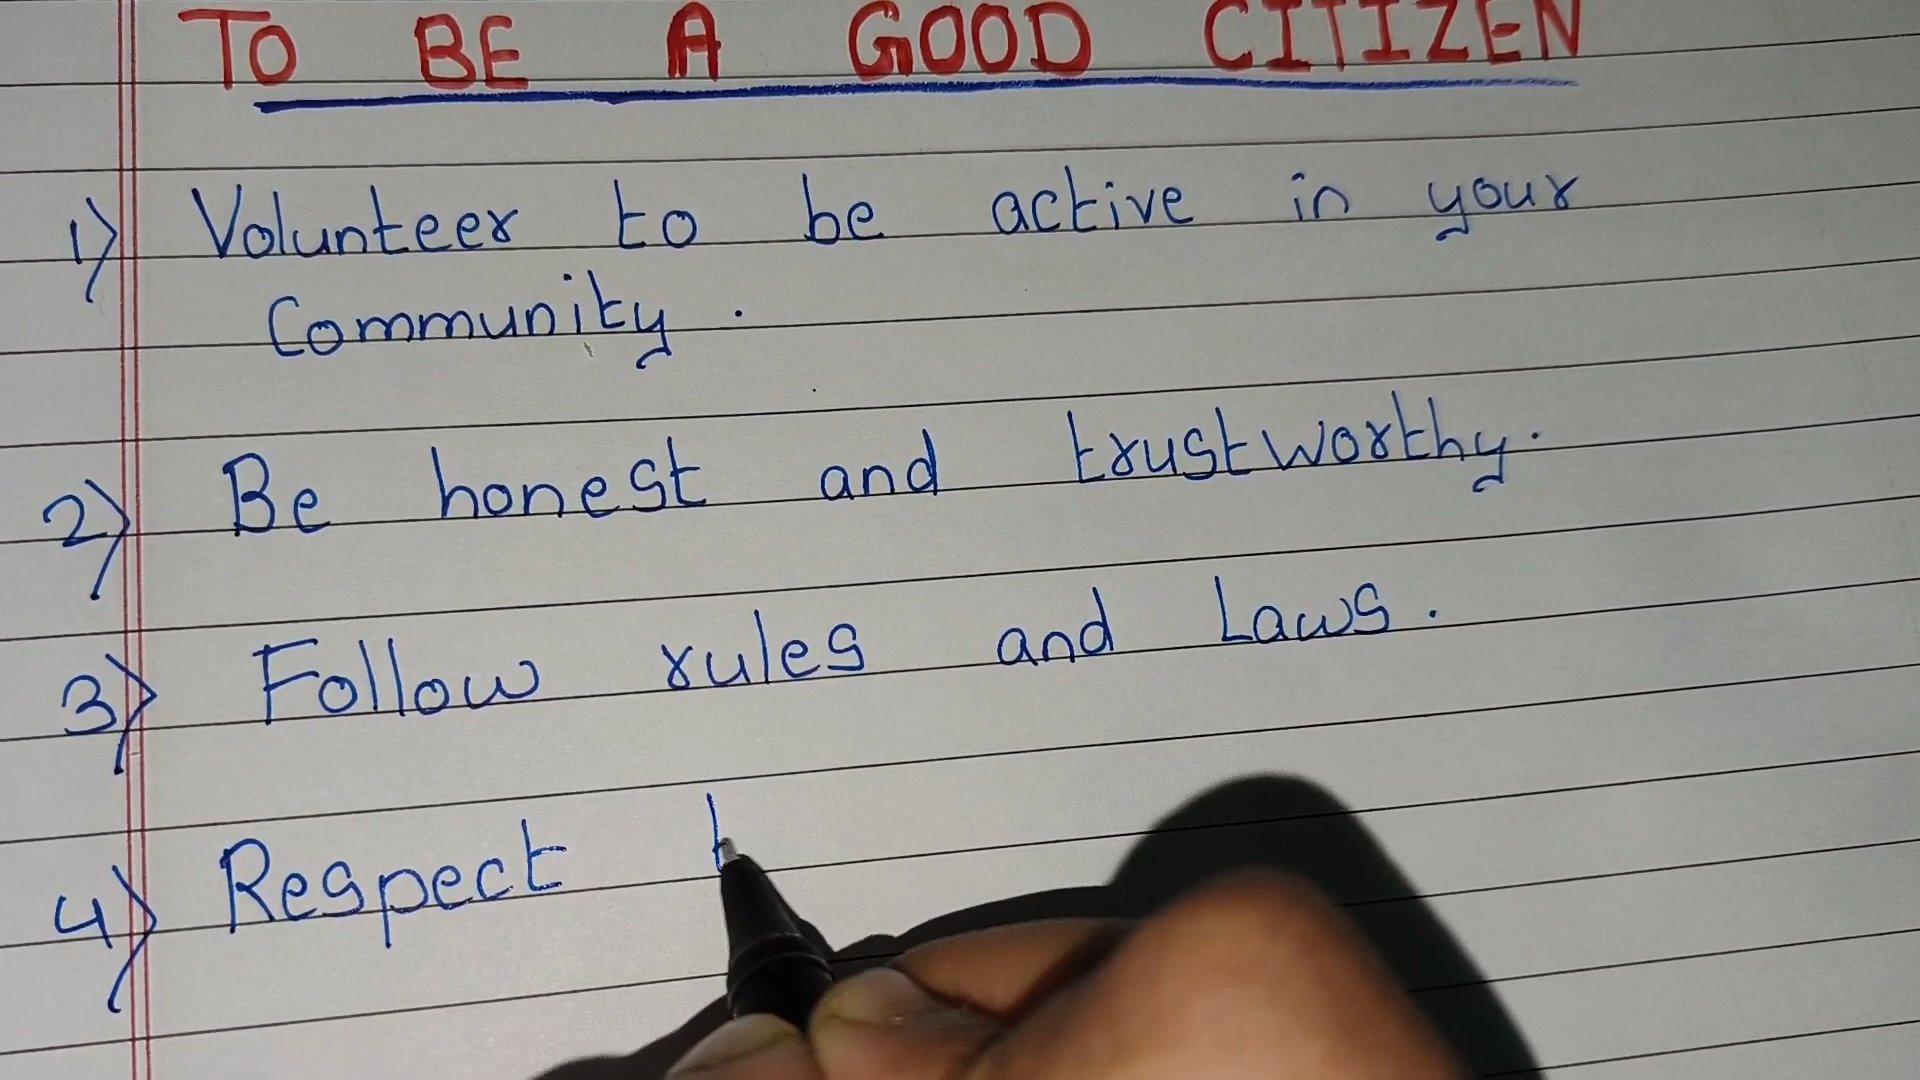 TO BE A GOOD CITIZEN
1) Volunteer to be active in your
Community.
2) Be honest and trustworthy.
3) Follow rules and Laws.
4) Respect